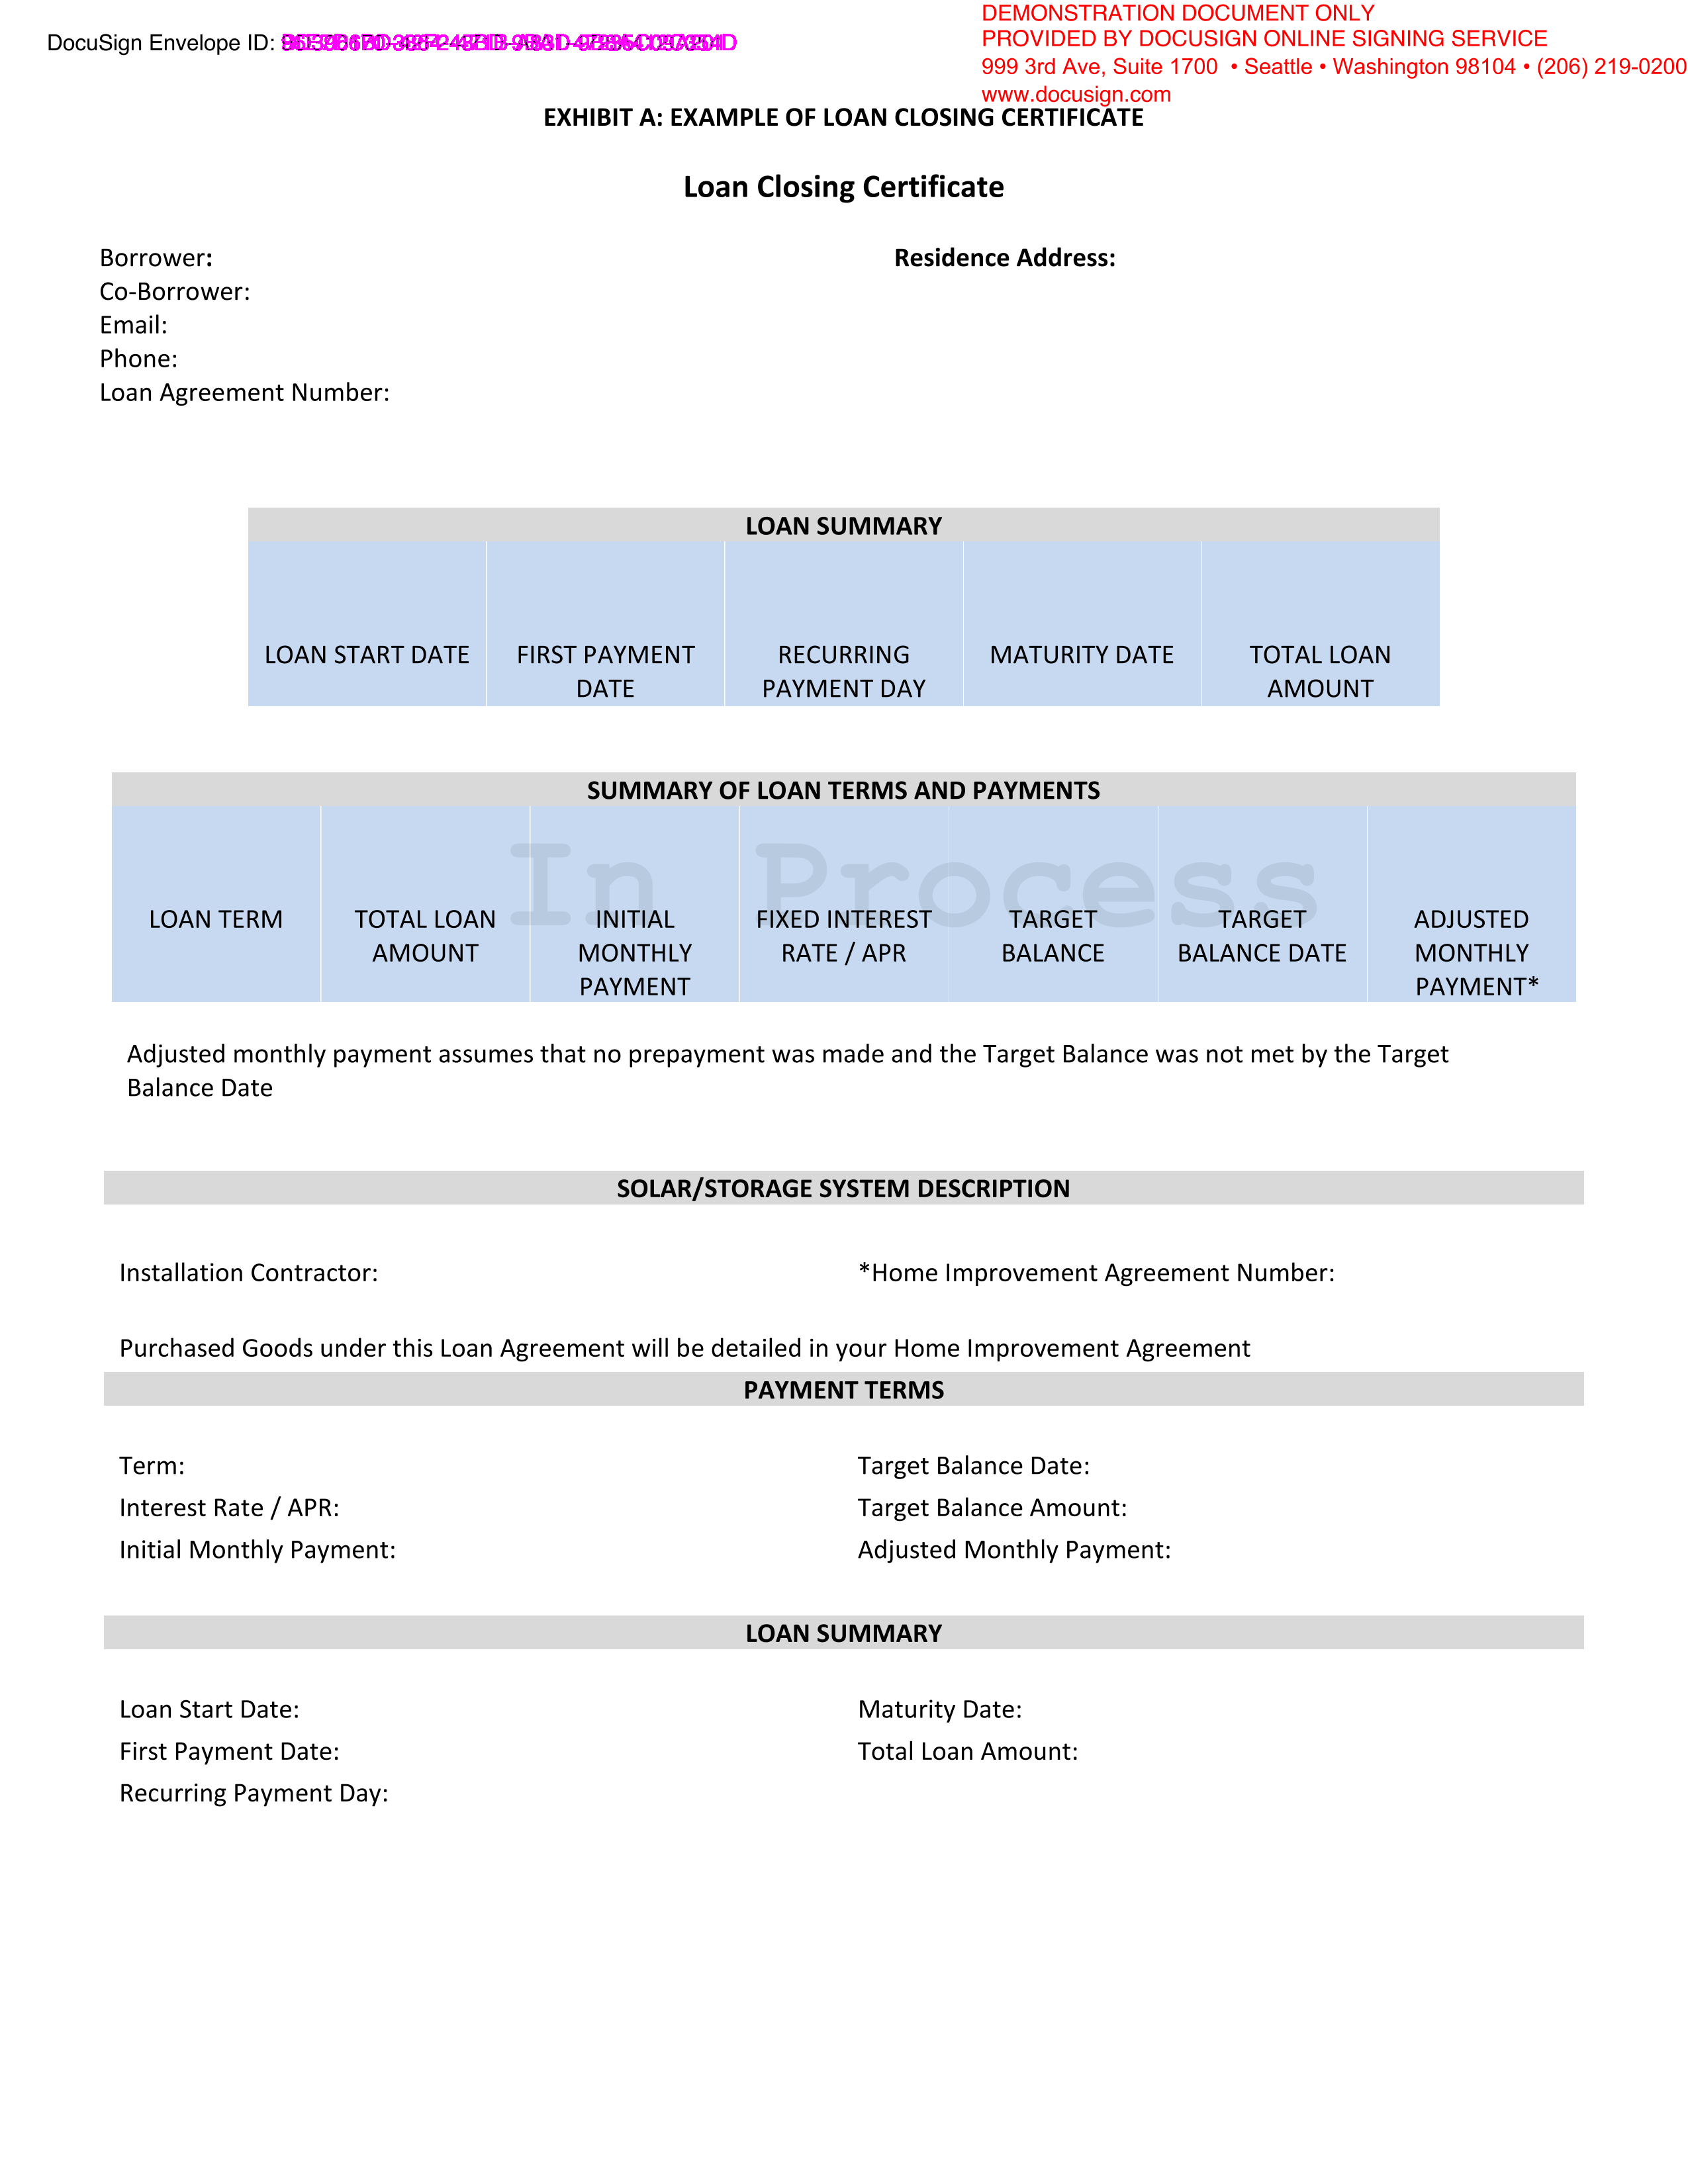 DocuSign Envelope ID:
DEMONSTRATION DOCUMENT ONLY
PROVIDED BY DOCUSIGN ONLINE SIGNING SERVICE
999 3rd Ave, Suite 1700 • Seattle • Washington 98104 • (206) 219-0200
www.docusign.com
EXHIBIT A: EXAMPLE OF LOAN CLOSING CERTIFICATE
Loan Closing Certificate
Borrower:
Co-Borrower:
Email:
Phone:
Loan Agreement Number:
Residence Address:
LOAN SUMMARY
LOAN START DATE
FIRST PAYMENT
DATE
RECURRING
PAYMENT DAY
MATURITY DATE
TOTAL LOAN
AMOUNT
SUMMARY OF LOAN TERMS AND PAYMENTS
In Process
LOAN TERM
TOTAL LOAN
AMOUNT
INITIAL
MONTHLY
PAYMENT
FIXED INTEREST
RATE / APR
TARGET
BALANCE
TARGET
BALANCE DATE
ADJUSTED
MONTHLY
PAYMENT*
Adjusted monthly payment assumes that no prepayment was made and the Target Balance was not met by the Target
Balance Date
SOLAR/STORAGE SYSTEM DESCRIPTION
Installation Contractor:
*Home Improvement Agreement Number:
Purchased Goods under this Loan Agreement will be detailed in your Home Improvement Agreement
PAYMENT TERMS
Term:
Target Balance Date:
Interest Rate / APR:
Target Balance Amount:
Initial Monthly Payment:
Adjusted Monthly Payment:
LOAN SUMMARY
Loan Start Date:
Maturity Date:
First Payment Date:
Total Loan Amount:
Recurring Payment Day: